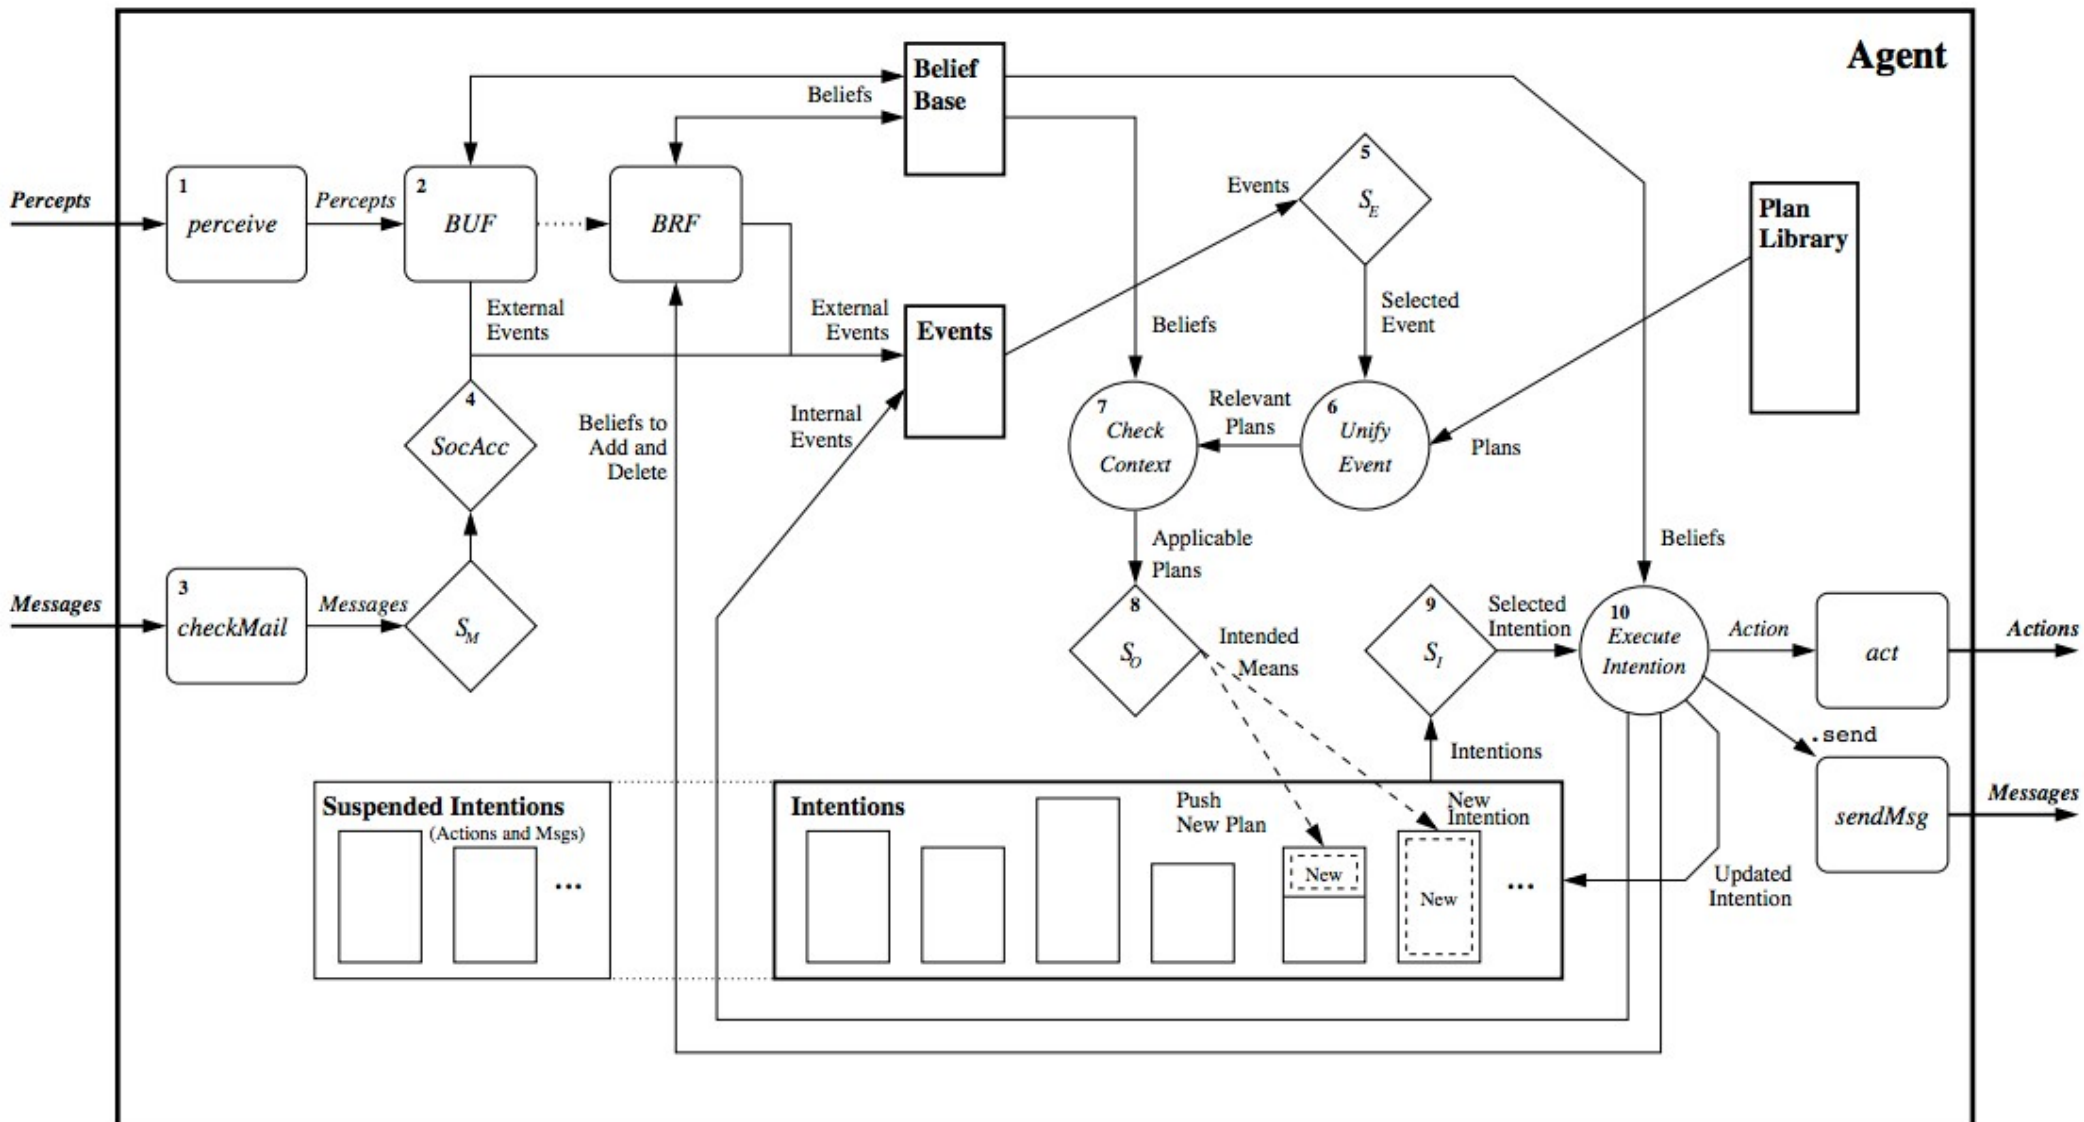 Agent
Belief
Base
Beliefs
5
S_E
Events
Percepts
1
perceive
Percepts
2
BUF
BRF
Plan
Library
External
Events
External
Events
Events
Beliefs
Selected
Event
4
SocAcc
Beliefs to
Add and
Delete
Internal
Events
7
Check
Context
Relevant
Plans
6
Unify
Event
Plans
Applicable
Plans
Beliefs
Messages
3
checkMail
Messages
S_M
8
S_O
Intended
Means
9
S_I
Selected
Intention
10
Execute
Intention
Action
act
Actions
.send
sendMsg
Messages
Intentions
Suspended Intentions
(Actions and Msgs)
...
Intentions
Push
New Plan
New
Intention
New
New
...
Updated
Intention